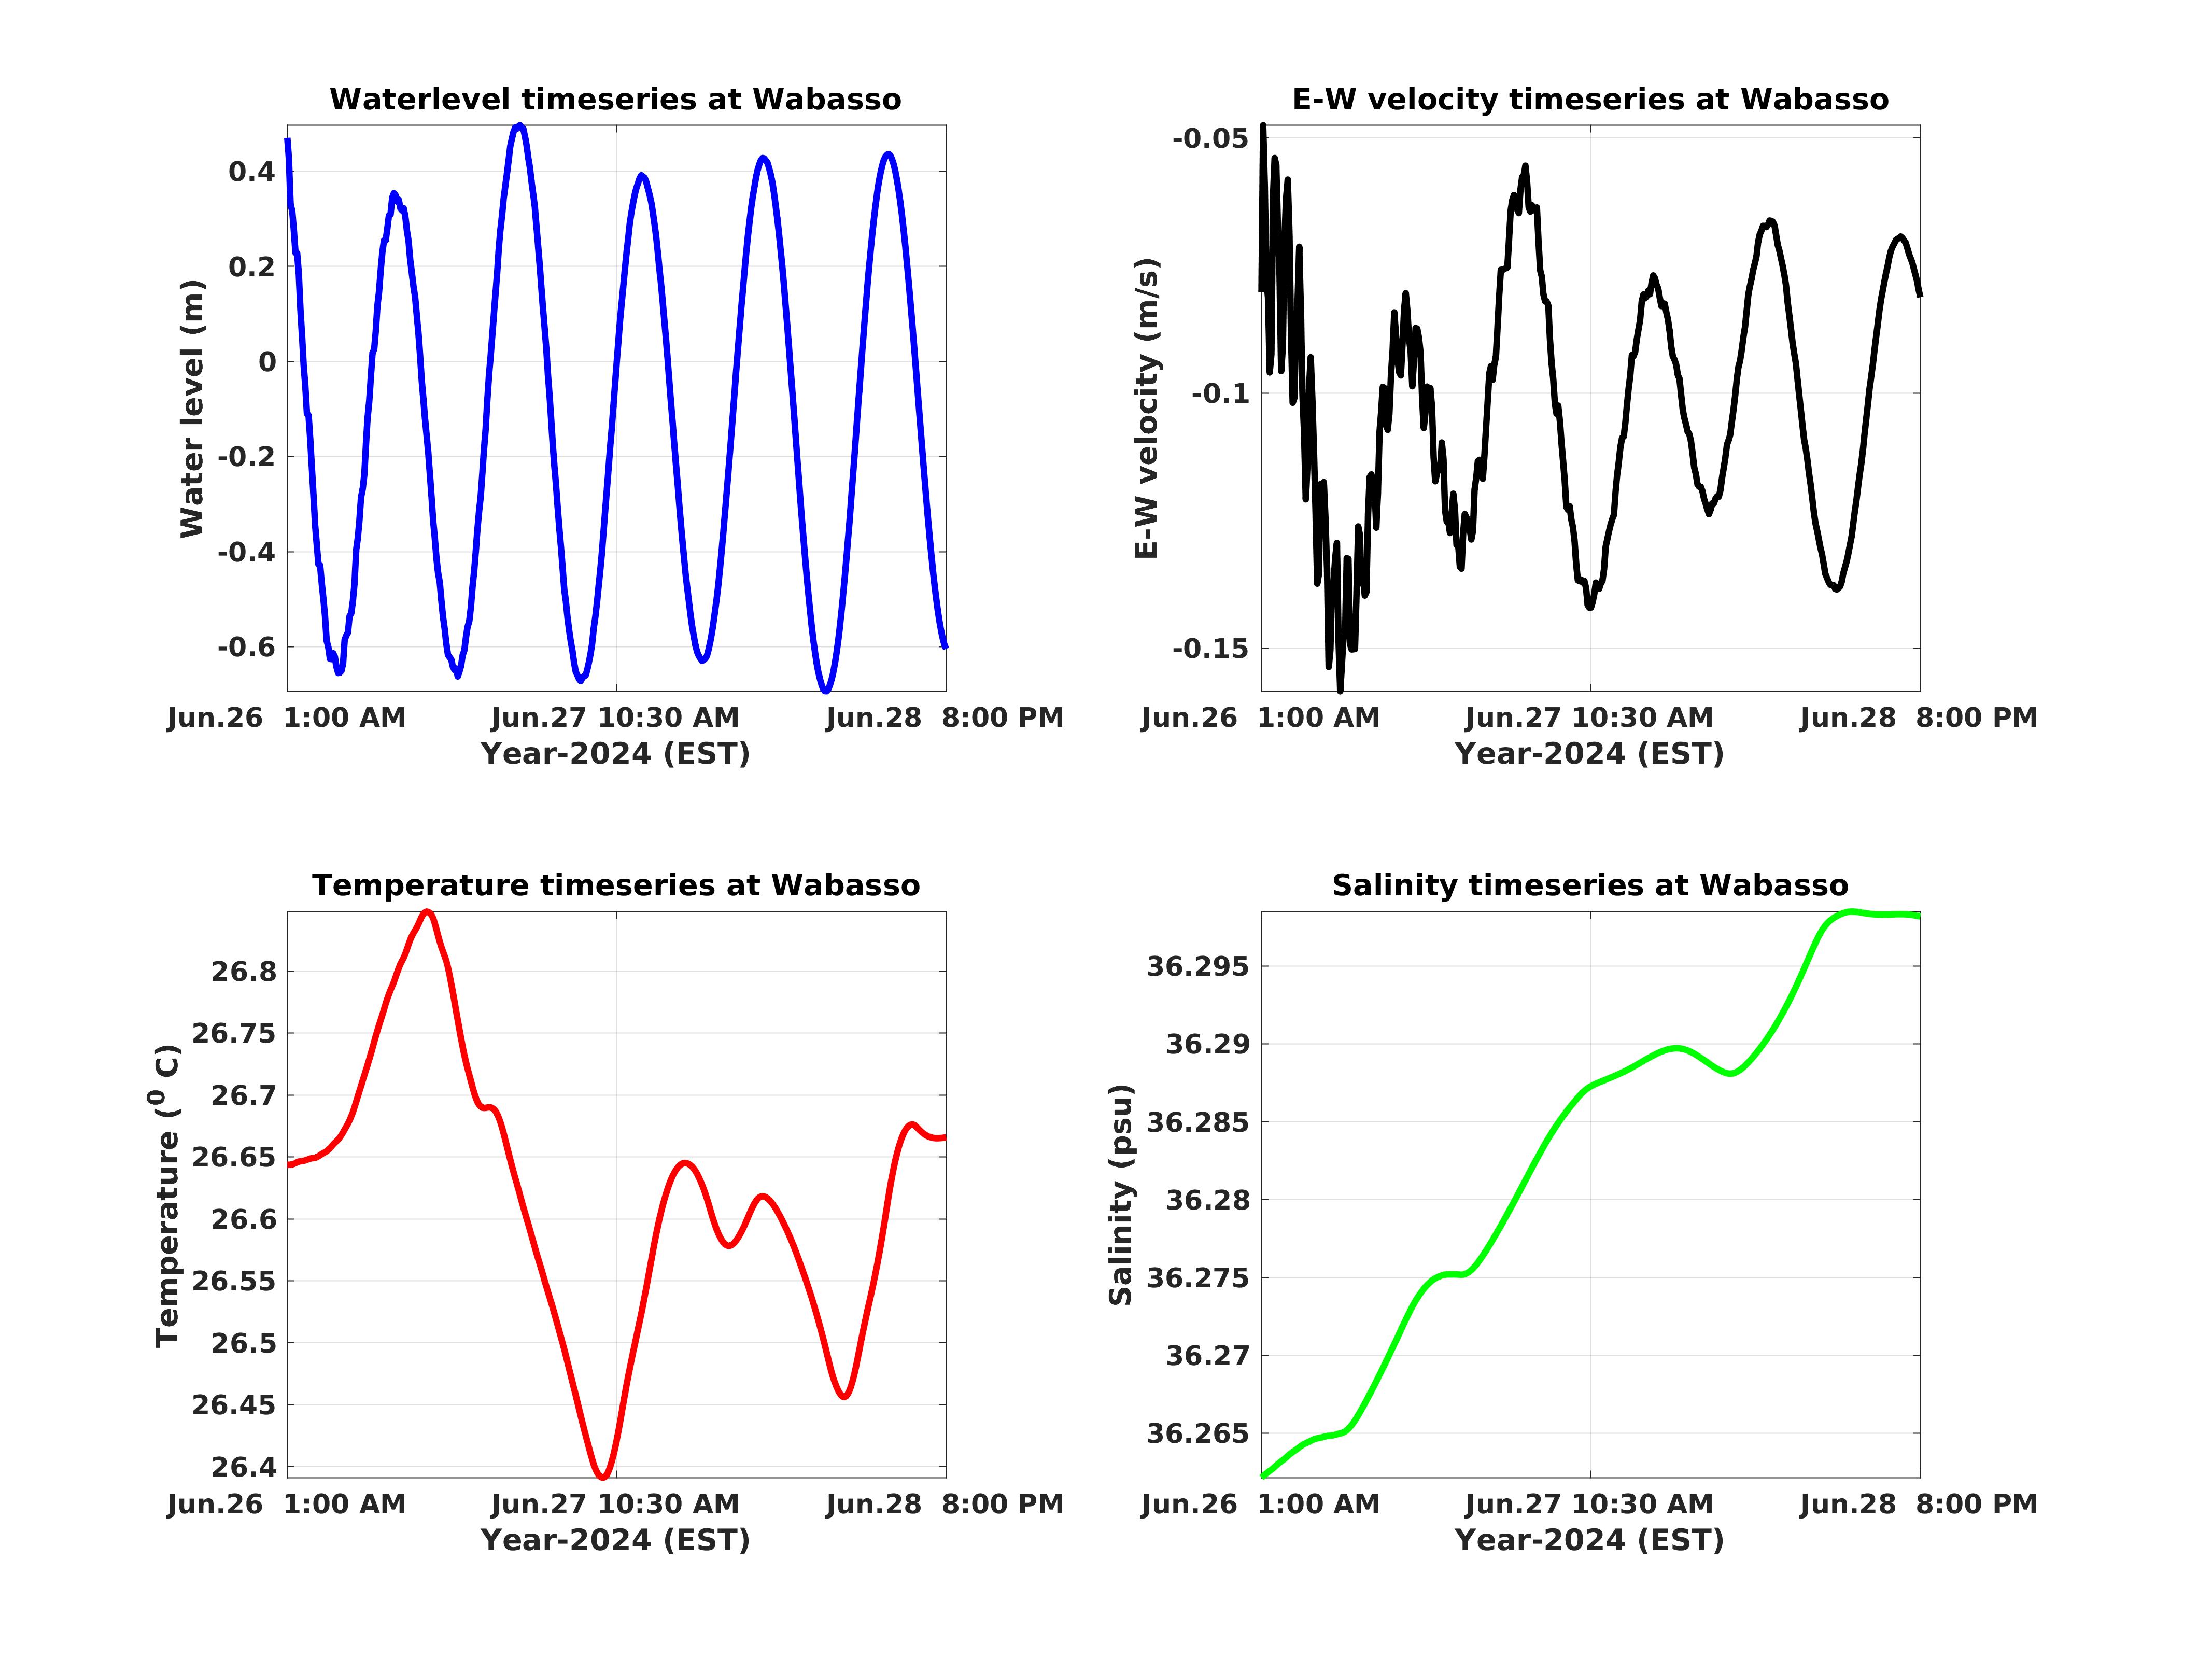 Waterlevel timeseries at Wabasso
0.4
0.2
0
-0.2
-0.4
-0.6
Water level (m)
Jun.26 1:00 AM
Jun.27 10:30 AM
Jun.28 8:00 PM
Year-2024 (EST)
E-W velocity timeseries at Wabasso
-0.05
-0.1
-0.15
E-W velocity (m/s)
Jun.26 1:00 AM
Jun.27 10:30 AM
Jun.28 8:00 PM
Year-2024 (EST)
Temperature timeseries at Wabasso
26.8
26.75
26.7
26.65
26.6
26.55
26.5
26.45
26.4
Temperature (⁰ C)
Jun.26 1:00 AM
Jun.27 10:30 AM
Jun.28 8:00 PM
Year-2024 (EST)
Salinity timeseries at Wabasso
36.295
36.29
36.285
36.28
36.275
36.27
36.265
Salinity (psu)
Jun.26 1:00 AM
Jun.27 10:30 AM
Jun.28 8:00 PM
Year-2024 (EST)